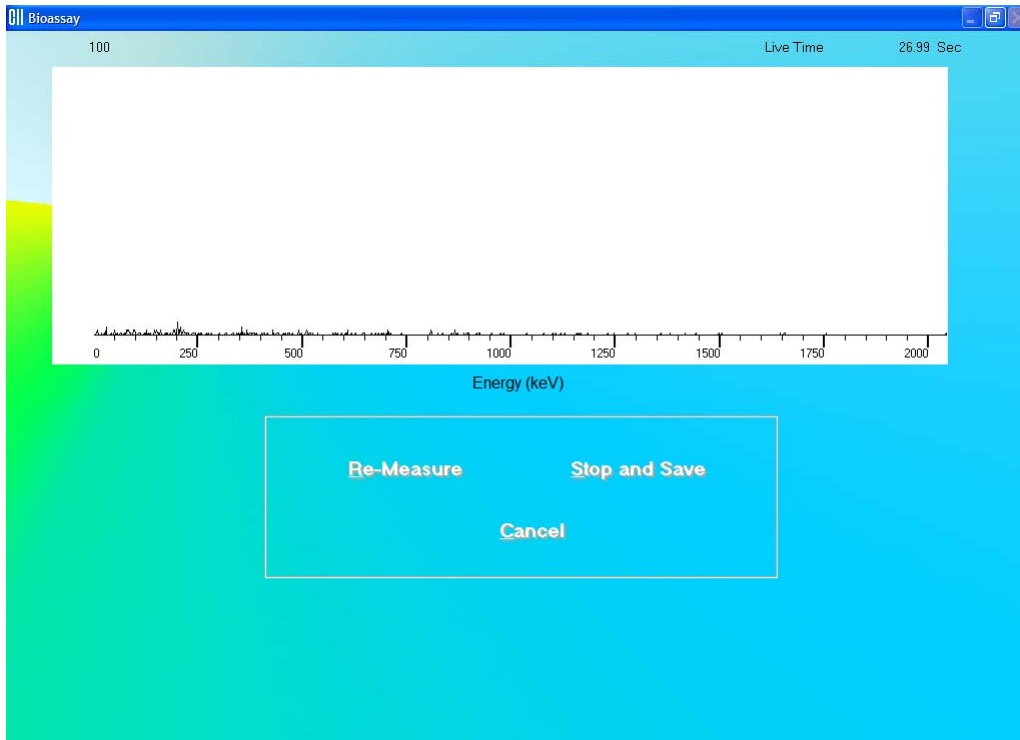 CII Bioassay
100 Live Time 26.99 Sec
0 250 500 750 1000 1250 1500 1750 2000
Energy (keV)
Re-Measure Stop and Save
Cancel